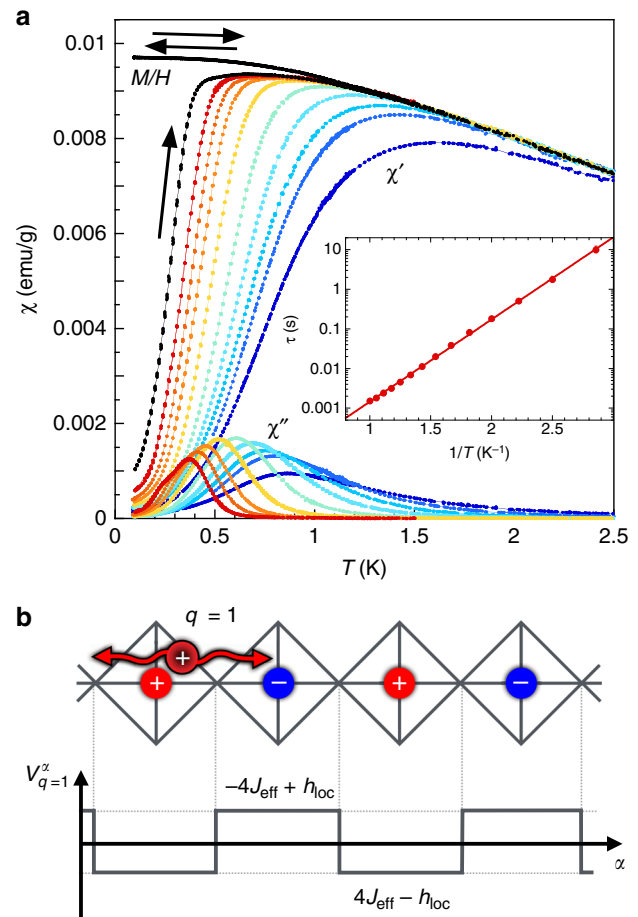 a
0.01
M/H
χ′
0.008
0.006
χ (emu/g)
0.004
0.002
0
χ″
10
1
0.1
0.01
0.001
τ (s)
1
1.5
2
2.5
1/T (K⁻¹)
0
0.5
1
1.5
2
2.5
T (K)
b
q = 1
+
+
−
+
−
V^α_{q=1}
−4J_eff + h_loc
α
4J_eff − h_loc